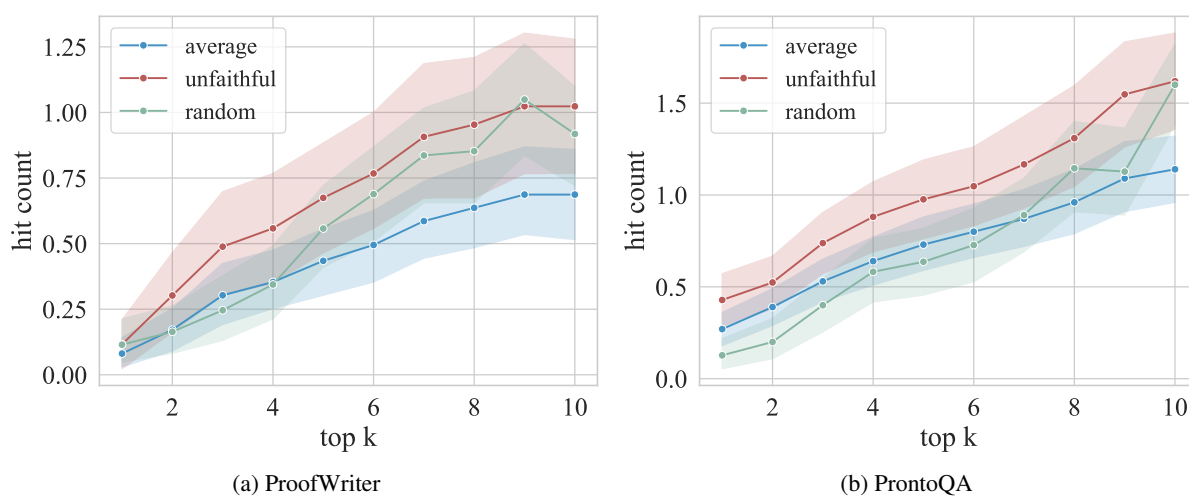 average
unfaithful
random
1.25
1.00
0.75
0.50
0.25
0.00
hit count
2 4 6 8 10
top k
(a) ProofWriter
average
unfaithful
random
1.5
1.0
0.5
0.0
hit count
2 4 6 8 10
top k
(b) ProntoQA